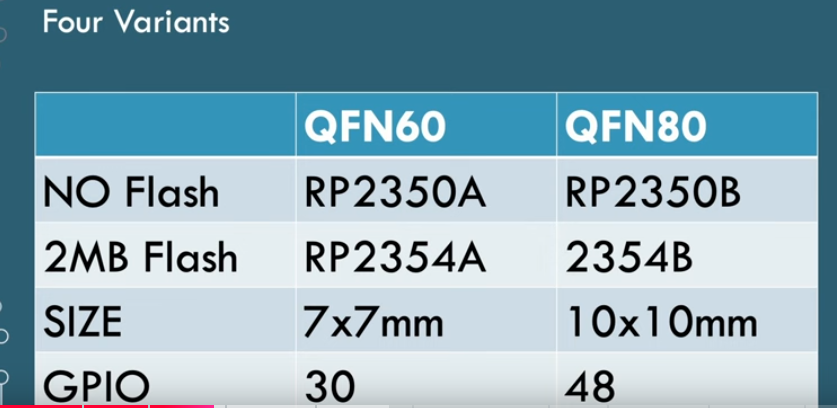 Four Variants
QFN60 QFN80
NO Flash RP2350A RP2350B
2MB Flash RP2354A 2354B
SIZE 7x7mm 10x10mm
GPIO 30 48